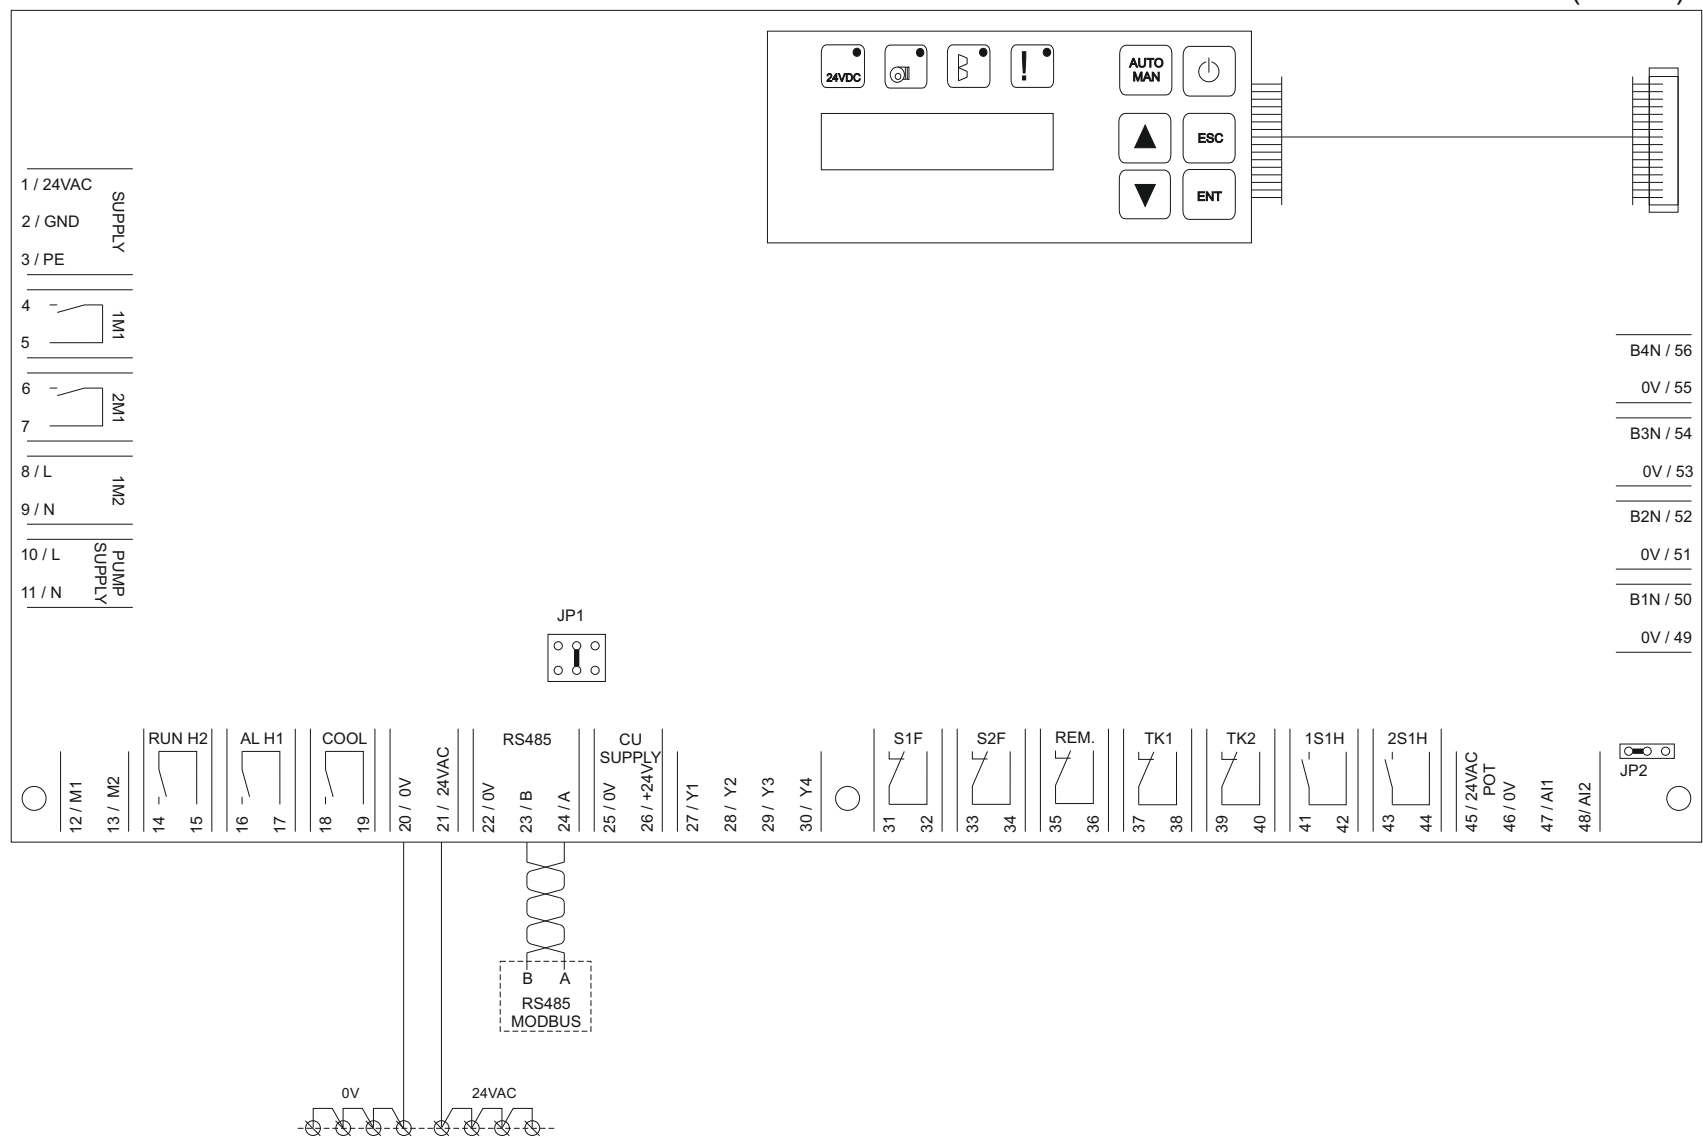 24VDC
!
AUTO
MAN
ESC
ENT
1 / 24VAC
2 / GND
3 / PE
SUPPLY
4
5
1M1
6
7
2M1
8 / L
9 / N
1M2
10 / L
11 / N
PUMP
SUPPLY
B4N / 56
0V / 55
B3N / 54
0V / 53
B2N / 52
0V / 51
B1N / 50
0V / 49
JP1
JP2
12 / M1
13 / M2
RUN H2
14
15
AL H1
16
17
COOL
18
19
20 / 0V
21 / 24VAC
RS485
22 / 0V
23 / B
24 / A
CU
SUPPLY
25 / 0V
26 / +24V
27 / Y1
28 / Y2
29 / Y3
30 / Y4
S1F
31
32
S2F
33
34
REM.
35
36
TK1
37
38
TK2
39
40
1S1H
41
42
2S1H
43
44
45 / 24VAC
POT
46 / 0V
47 / AI1
48/ AI2
B A
RS485
MODBUS
0V
24VAC